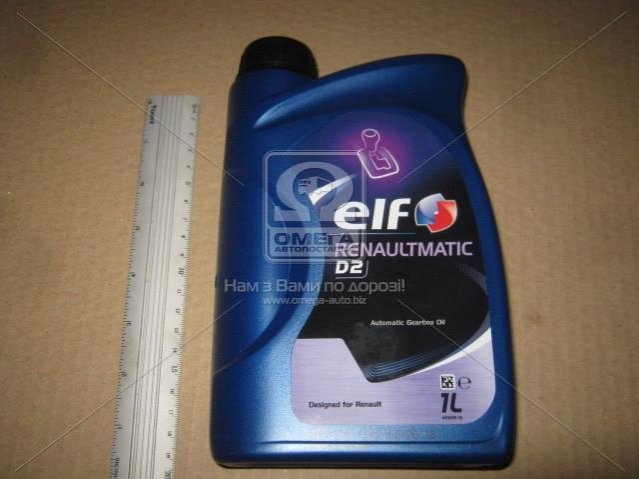 elf
ОМЕГА
RENAULTMATIC
АВТОПОСТАВКА
D2
Нам з Вами по дорозі!
www.omega-auto.biz
Automatic Gearbox Oil
Designed for Renault
1L